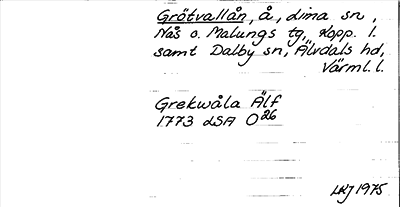 Grötvallån, å, Lima sn,
Nås o. Malungs tg, Kopp. l.
samt Dalby sn, Älvdals hd,
Värml. l.
Grekwåla Älf
1773 LSA O26
LKJ 1975